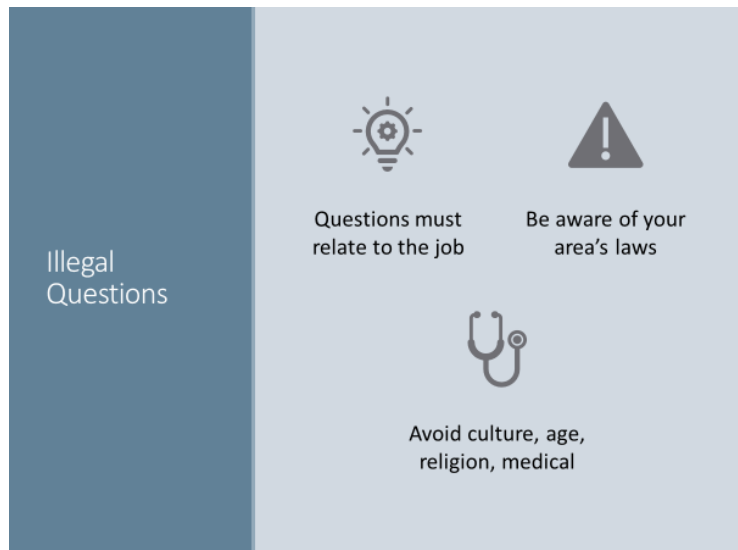 Illegal
Questions
Questions must
relate to the job
Be aware of your
area's laws
Avoid culture, age,
religion, medical